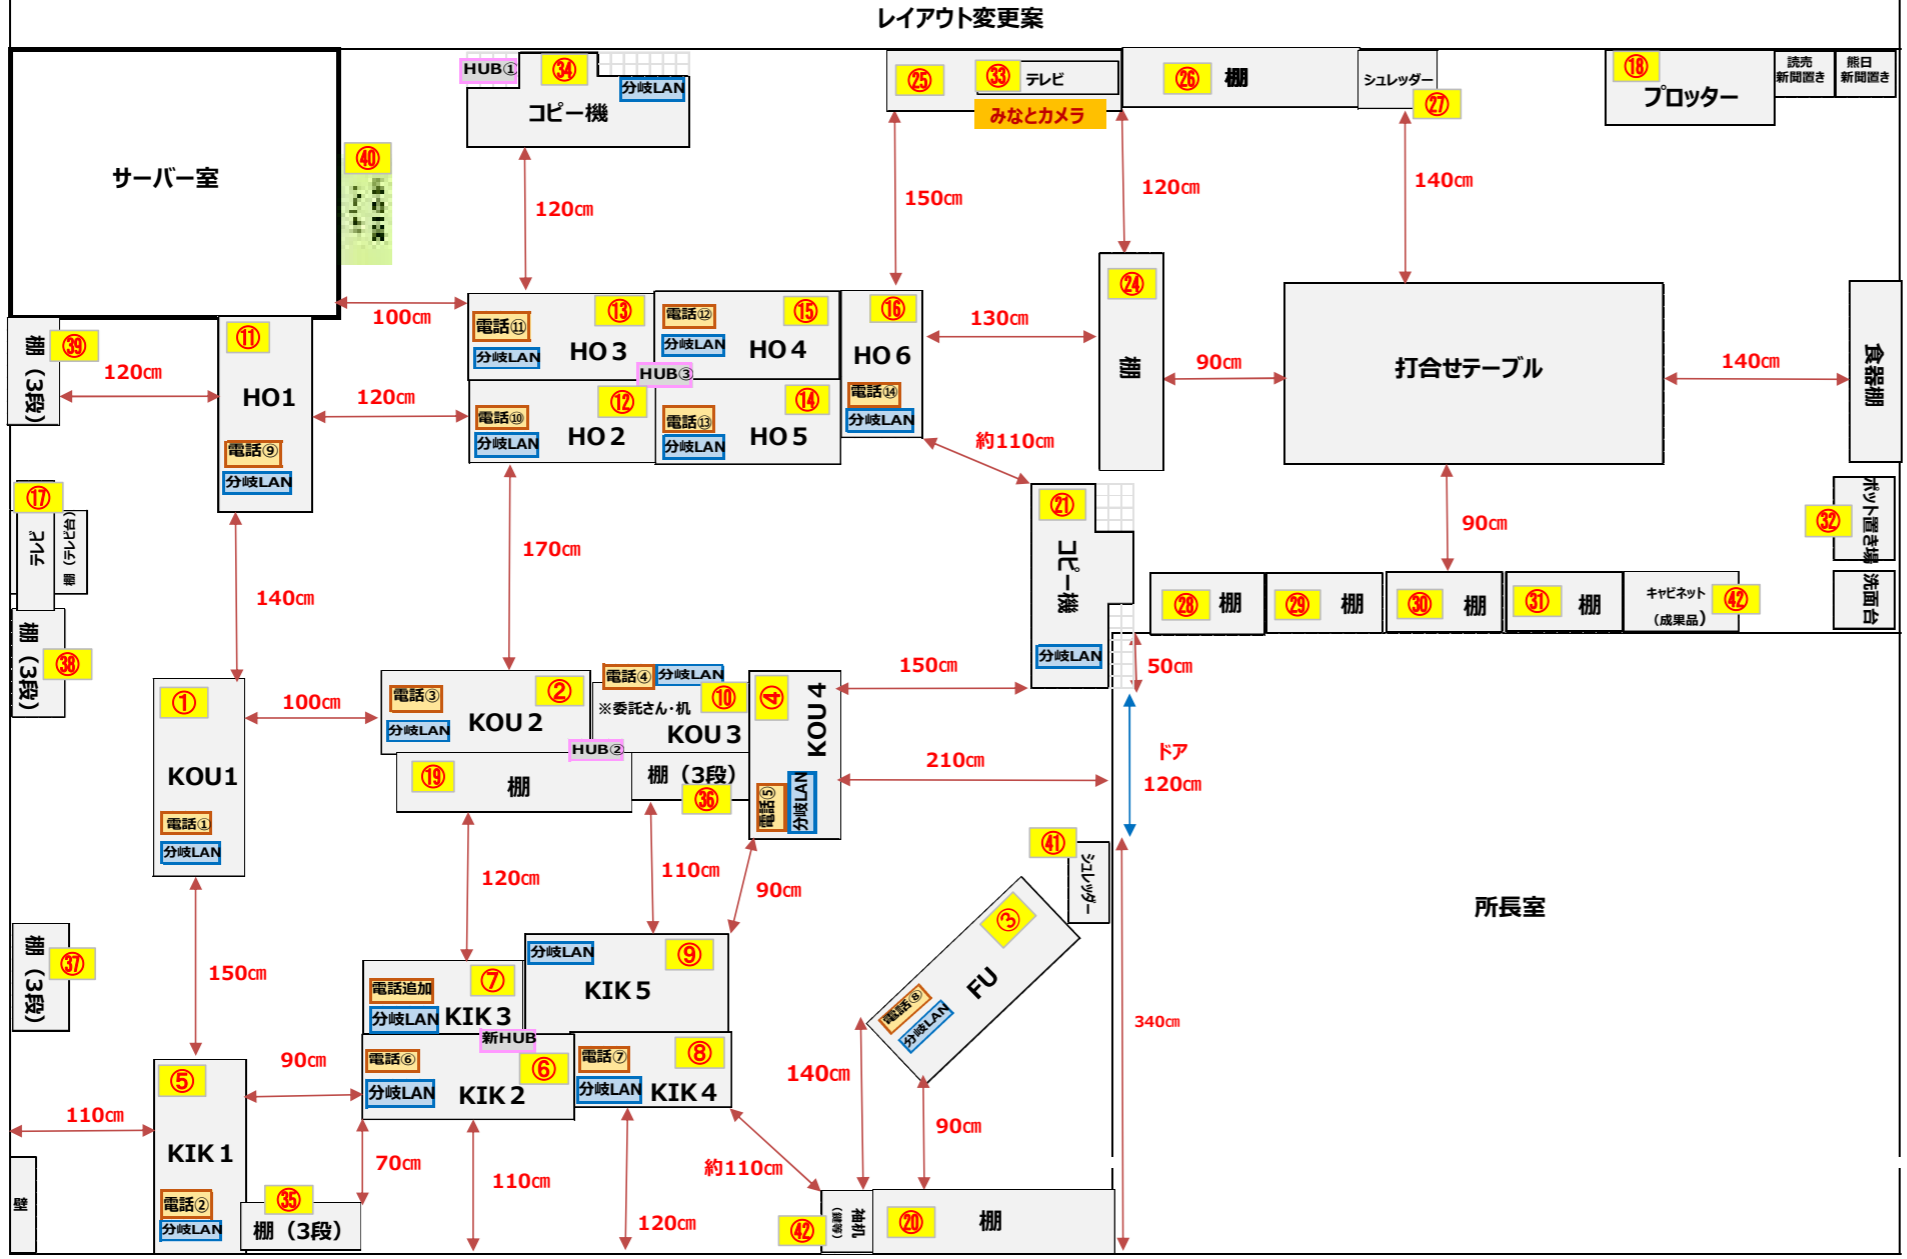 レイアウト変更案
サーバー室
㊵
HUB①
㉞
分岐LAN
コピー機
㉕
㉝
テレビ
みなとカメラ
㉖
棚
シュレッダー
㉗
⑱
プロッター
読売
新聞置き
熊日
新聞置き
120㎝
150㎝
120㎝
140㎝
100㎝
棚（3段）
㊴
120㎝
⑪
HO1
電話⑨
分岐LAN
120㎝
電話⑪
⑬
分岐LAN
HO3
電話⑫
⑮
分岐LAN
HO4
HUB③
電話⑩
⑫
分岐LAN
HO2
電話⑬
⑭
分岐LAN
HO5
⑯
HO6
電話⑭
分岐LAN
130㎝
㉔
棚
90㎝
打合せテーブル
140㎝
食器棚
約110㎝
⑰
テレビ
棚（テレビ台）
140㎝
170㎝
㉑
コピー機
分岐LAN
90㎝
㉜
ポット置き場
洗面台
㉘
棚
㉙
棚
㉚
棚
㉛
棚
キャビネット
（成果品）
㊷
棚（3段）
㊳
①
KOU1
電話①
分岐LAN
100㎝
電話③
②
分岐LAN
KOU2
電話④
分岐LAN
⑩
※委託さん・机
KOU3
HUB②
⑲
棚
棚（3段）
㊱
④
KOU4
電話⑤
分岐LAN
150㎝
50㎝
210㎝
ドア
120㎝
120㎝
110㎝
90㎝
㊶
シュレッダー
③
FU
電話⑧
分岐LAN
所長室
棚（3段）
㊲
150㎝
電話追加
⑦
分岐LAN
KIK3
分岐LAN
⑨
KIK5
新HUB
電話⑥
⑥
分岐LAN
KIK2
電話⑦
⑧
分岐LAN
KIK4
90㎝
⑤
KIK1
電話②
分岐LAN
110㎝
壁
㉟
棚（3段）
70㎝
110㎝
120㎝
約110㎝
140㎝
90㎝
340㎝
㊷
袖机
（鍵等）
⑳
棚